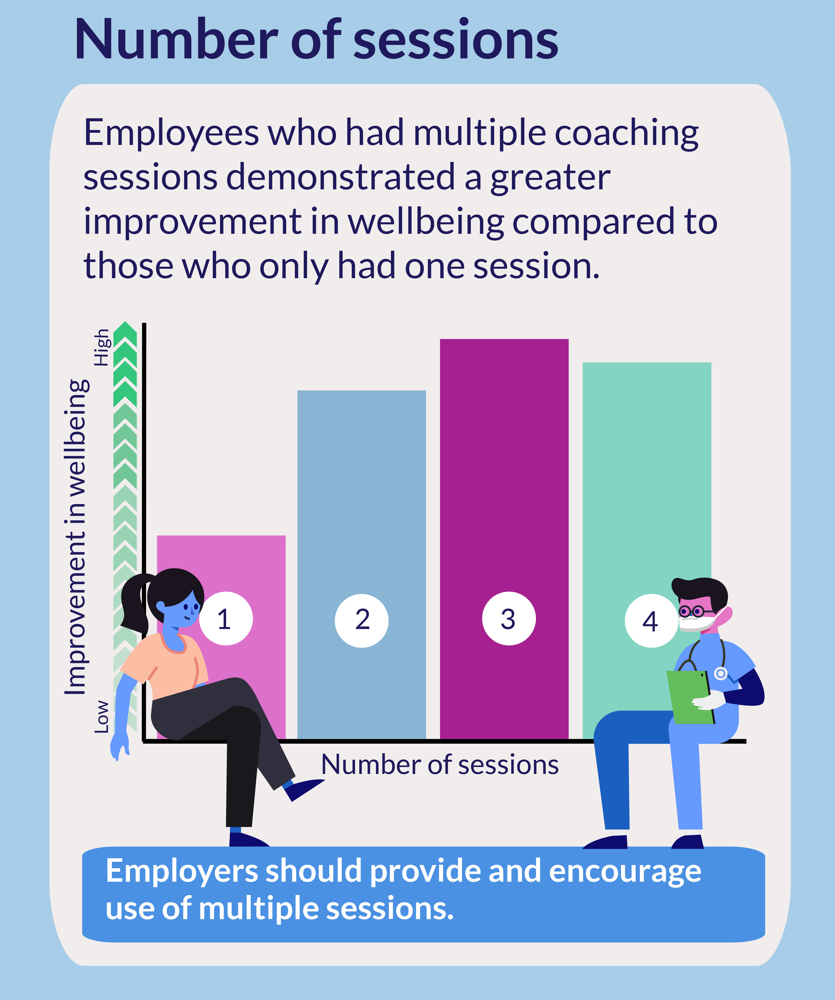 Number of sessions
Employees who had multiple coaching
sessions demonstrated a greater
improvement in wellbeing compared to
those who only had one session.
High
Improvement in wellbeing
Low
1
2
3
4
Number of sessions
Employers should provide and encourage
use of multiple sessions.